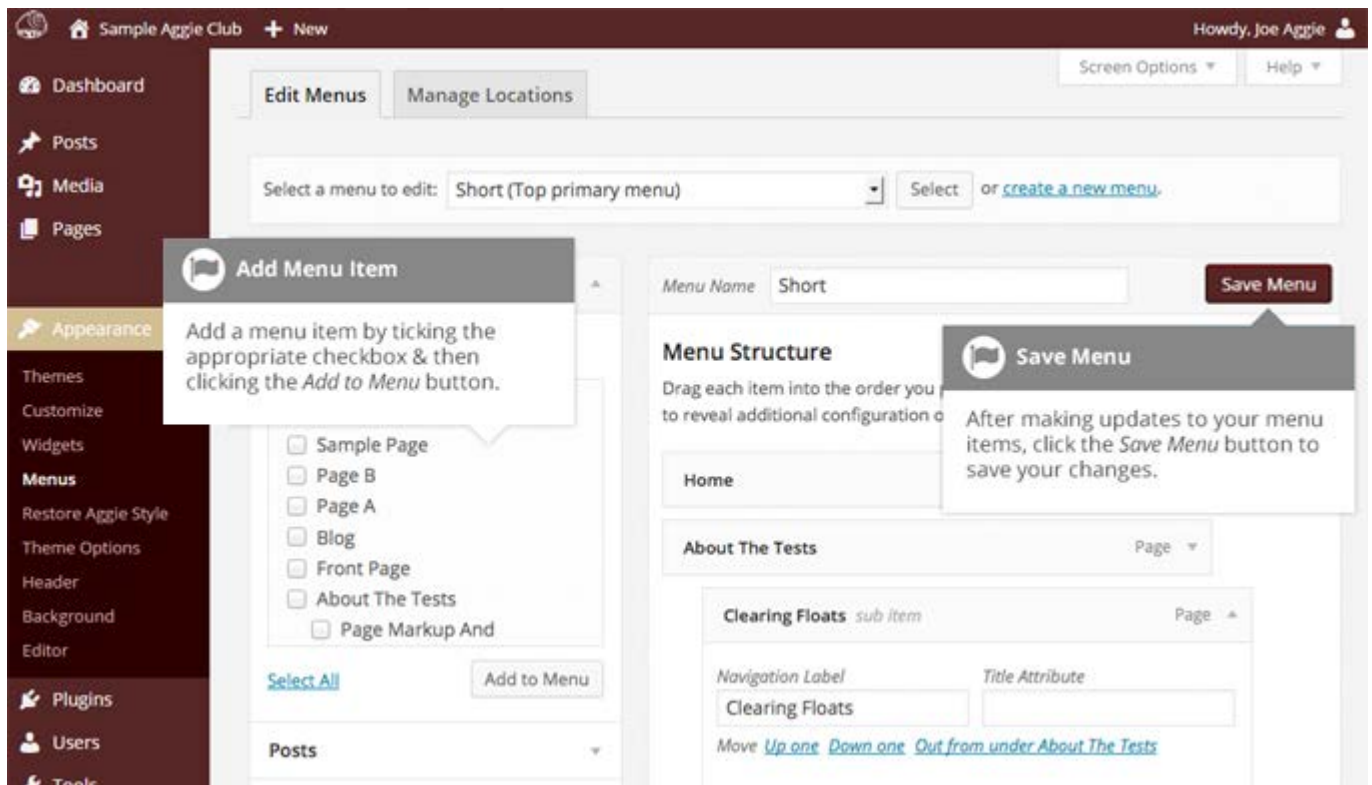 Sample Aggie Club + New
Howdy, Joe Aggie
Dashboard
Posts
Media
Pages
Appearance
Themes
Customize
Widgets
Menus
Restore Aggie Style
Theme Options
Header
Background
Editor
Plugins
Users
Tools
Screen Options
Help
Edit Menus
Manage Locations
Select a menu to edit: Short (Top primary menu) Select or create a new menu.
Add Menu Item
Add a menu item by ticking the
appropriate checkbox & then
clicking the Add to Menu button.
Sample Page
Page B
Page A
Blog
Front Page
About The Tests
Page Markup And
Select All
Add to Menu
Posts
Menu Name Short
Save Menu
Menu Structure
Drag each item into the order you
to reveal additional configuration
Save Menu
After making updates to your menu
items, click the Save Menu button to
save your changes.
Home
About The Tests Page
Clearing Floats sub item Page
Navigation Label
Title Attribute
Clearing Floats
Move Up one Down one Out from under About The Tests